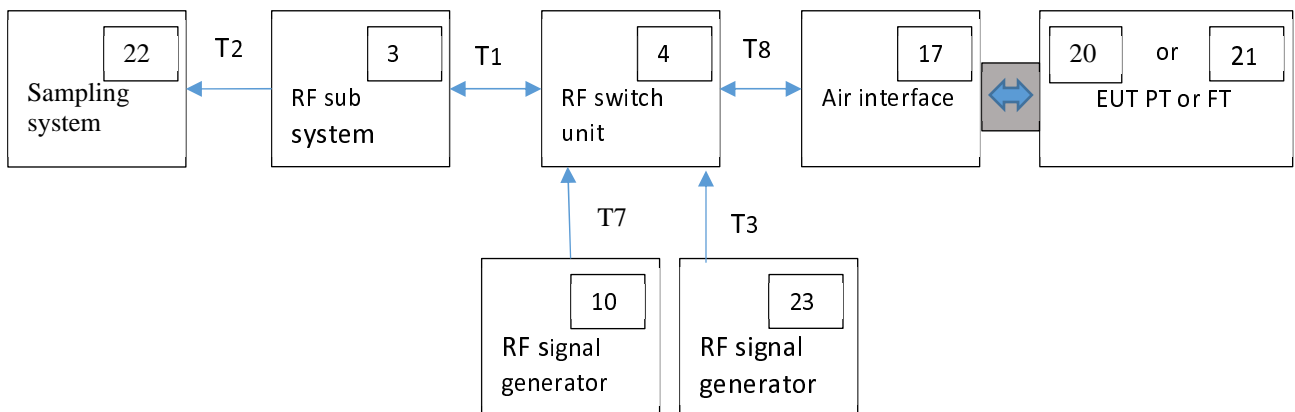 22
Sampling
system
T2
3
RF sub
system
T1
4
RF switch
unit
T8
17
Air interface
20 or 21
EUT PT or FT
T7
T3
10
RF signal
generator
23
RF signal
generator